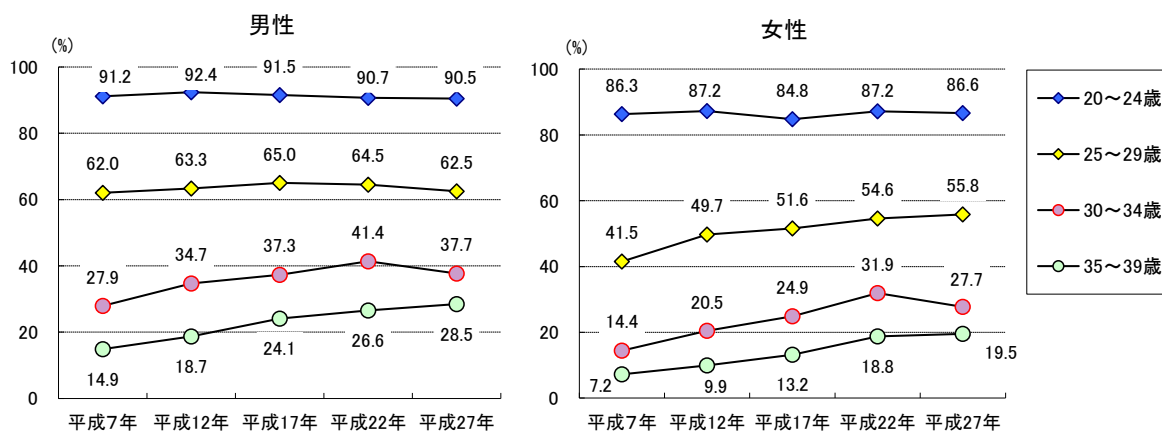 男性
(%)
100
80
60
40
20
0
91.2 92.4 91.5 90.7 90.5
62.0 63.3 65.0 64.5 62.5
27.9 34.7 37.3 41.4 37.7
14.9 18.7 24.1 26.6 28.5
平成7年 平成12年 平成17年 平成22年 平成27年
女性
(%)
100
80
60
40
20
0
86.3 87.2 84.8 87.2 86.6
41.5 49.7 51.6 54.6 55.8
14.4 20.5 24.9 31.9 27.7
7.2 9.9 13.2 18.8 19.5
平成7年 平成12年 平成17年 平成22年 平成27年
20～24歳
25～29歳
30～34歳
35～39歳